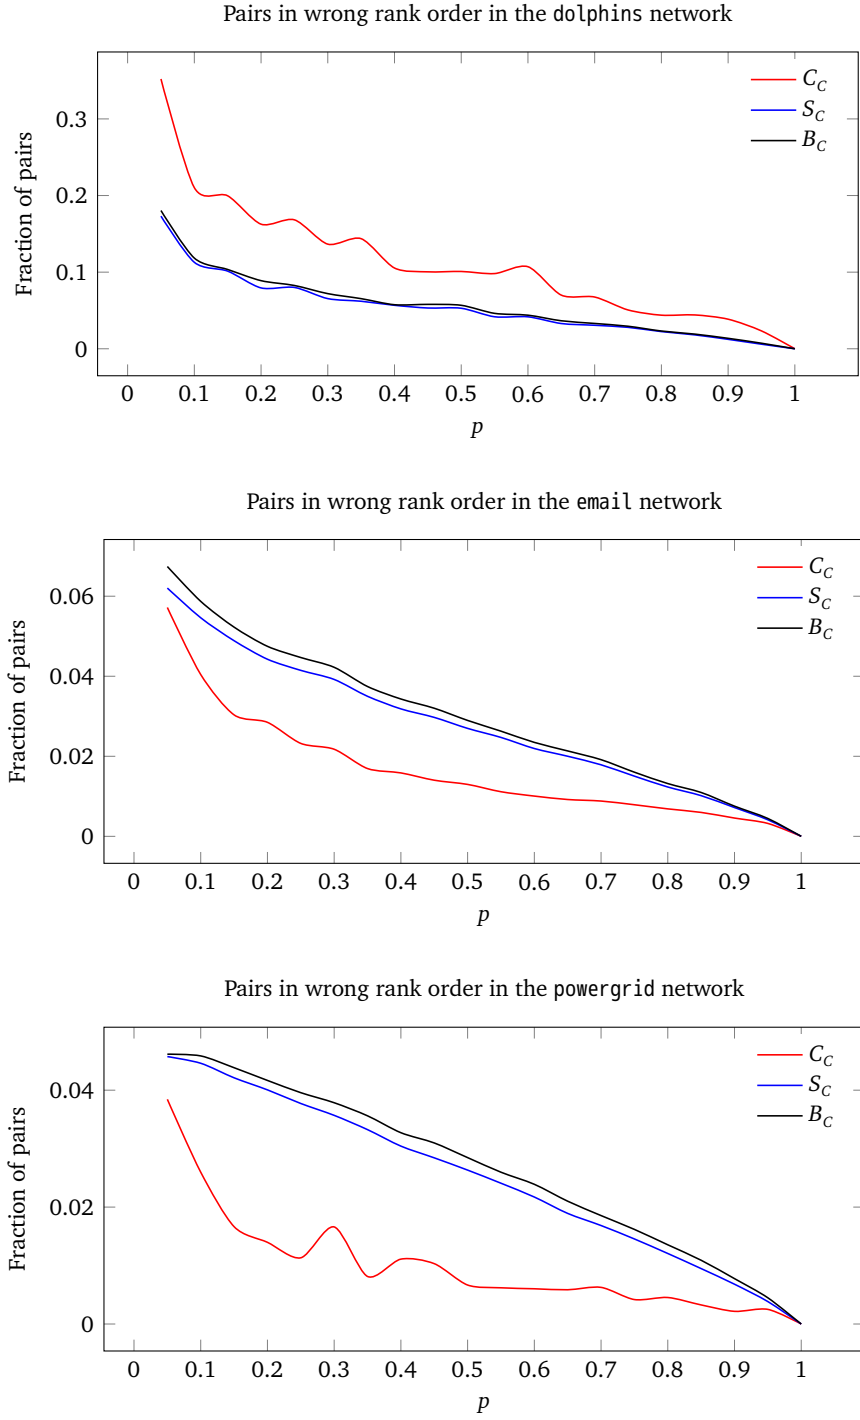 Pairs in wrong rank order in the dolphins network
Fraction of pairs
0.3
0.2
0.1
0
C_C
S_C
B_C
0 0.1 0.2 0.3 0.4 0.5 0.6 0.7 0.8 0.9 1
p
Pairs in wrong rank order in the email network
Fraction of pairs
0.06
0.04
0.02
0
C_C
S_C
B_C
0 0.1 0.2 0.3 0.4 0.5 0.6 0.7 0.8 0.9 1
p
Pairs in wrong rank order in the powergrid network
Fraction of pairs
0.04
0.02
0
C_C
S_C
B_C
0 0.1 0.2 0.3 0.4 0.5 0.6 0.7 0.8 0.9 1
p